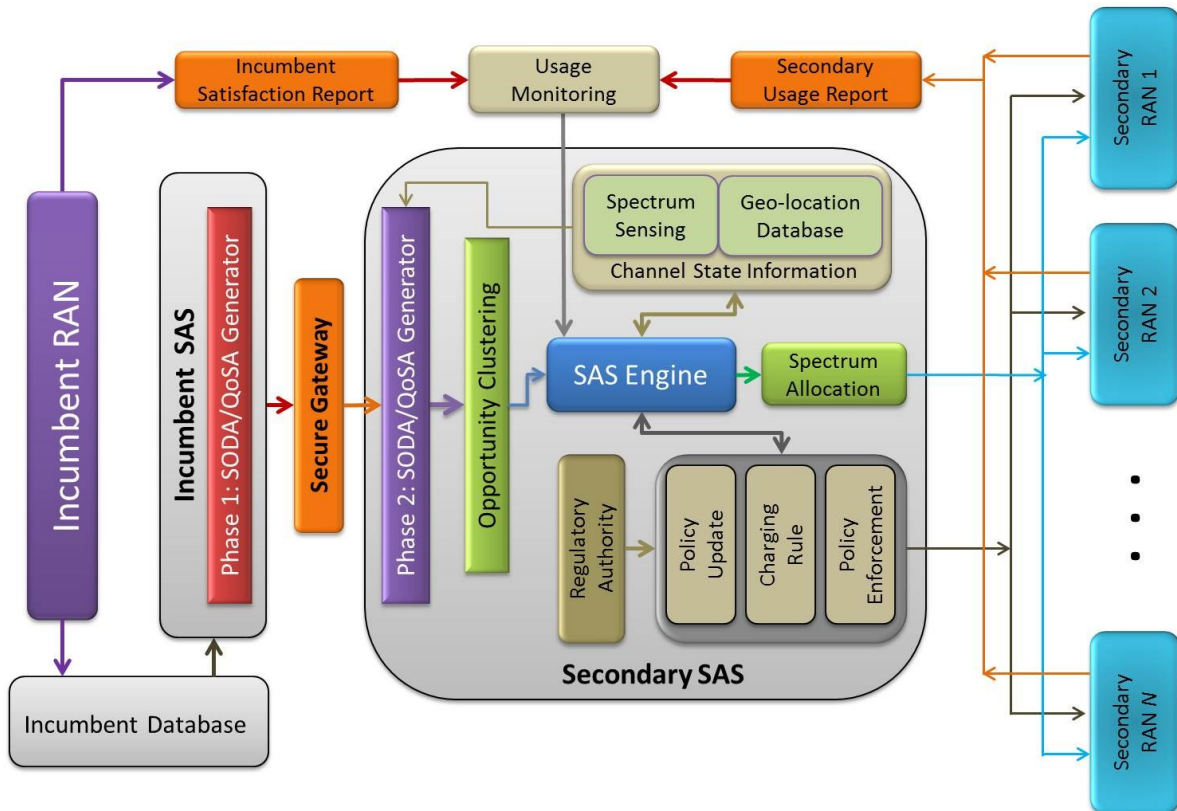 Incumbent
Satisfaction Report
Usage
Monitoring
Secondary
Usage Report
Secondary
RAN 1
Incumbent RAN
Incumbent SAS
Phase 1: SODA/QoSA Generator
Secure Gateway
Phase 2: SODA/QoSA Generator
Opportunity Clustering
Spectrum
Sensing
Geo-location
Database
Channel State Information
Secondary
RAN 2
SAS Engine
Spectrum
Allocation
Regulatory
Authority
Policy
Update
Charging
Rule
Policy
Enforcement
Secondary SAS
Incumbent Database
Secondary
RAN N